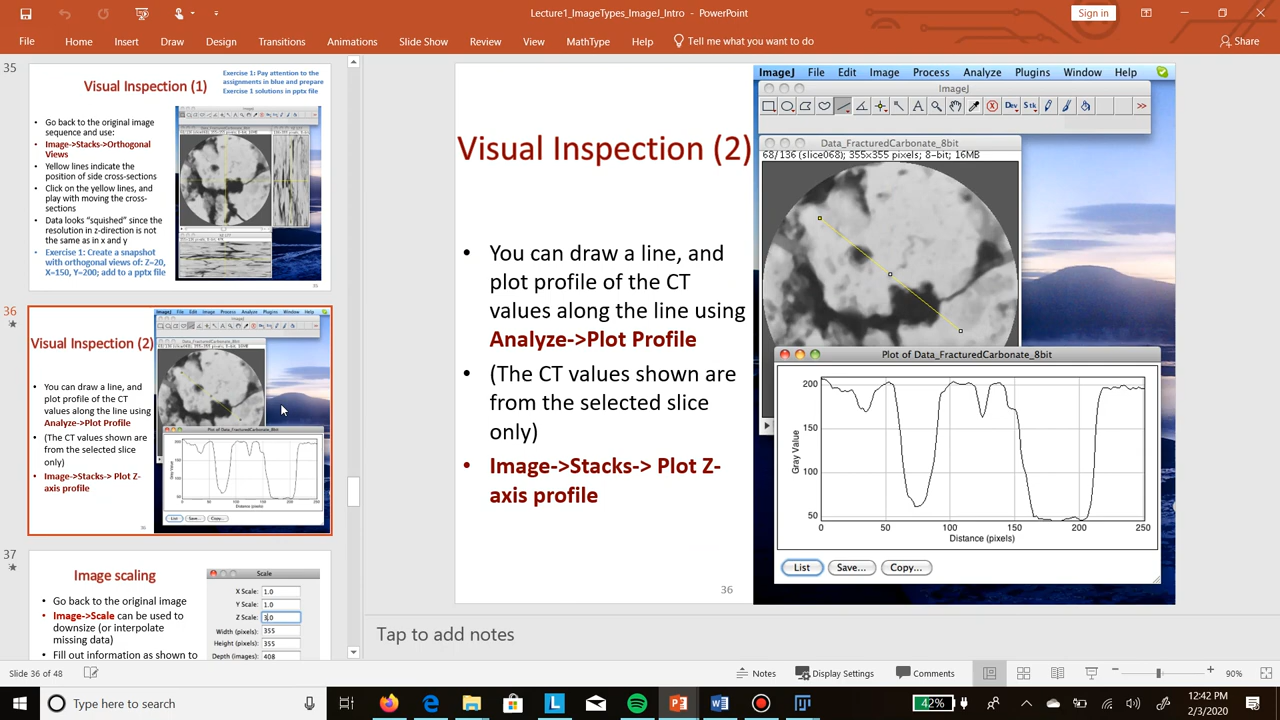 Lecture1_ImageTypes_ImageJ_Intro - PowerPoint
Sign in
File Home Insert Draw Design Transitions Animations Slide Show Review View MathType Help Tell me what you want to do
Share
35
Visual Inspection (1)
Exercise 1: Pay attention to the
assignments in blue and prepare
Exercise 1 solutions in pptx file
• Go back to the original image
sequence and use:
• Image->Stacks->Orthogonal
Views
• Yellow lines indicate the
position of side cross-sections
• Click on the yellow lines, and
play with moving the cross-
sections
• Data looks "squished" since the
resolution in z-direction is not
the same as in x and y
• Exercise 1: Create a snapshot
with orthogonal views of: Z=20,
X=150, Y=200; add to a pptx file
36
Visual Inspection (2)
• You can draw a line, and
plot profile of the CT
values along the line using
Analyze->Plot Profile
• (The CT values shown are
from the selected slice
only)
• Image->Stacks-> Plot Z-
axis profile
37
Image scaling
• Go back to the original image
• Image->Scale can be used to
downsize (or interpolate
missing data)
• Fill out information as shown to
Scale
X Scale: 1.0
Y Scale: 1.0
Z Scale: 3.0
Width (pixels): 355
Height (pixels): 355
Depth (images): 408
Visual Inspection (2)
• You can draw a line, and
plot profile of the CT
values along the line using
Analyze->Plot Profile
• (The CT values shown are
from the selected slice
only)
• Image->Stacks-> Plot Z-
axis profile
36
ImageJ File Edit Image Process Analyze Plugins Window Help
ImageJ
Dev Stk >>
Data_FracturedCarbonate_8bit
68/136 (slice068); 355x355 pixels; 8-bit; 16MB
Plot of Data_FracturedCarbonate_8bit
200
150
100
50
Gray Value
0 50 100 150 200 250
Distance (pixels)
List Save... Copy...
Tap to add notes
Slide 36 of 48
Notes Display Settings Comments 90%
Type here to search
42%
12:42 PM
2/3/2020